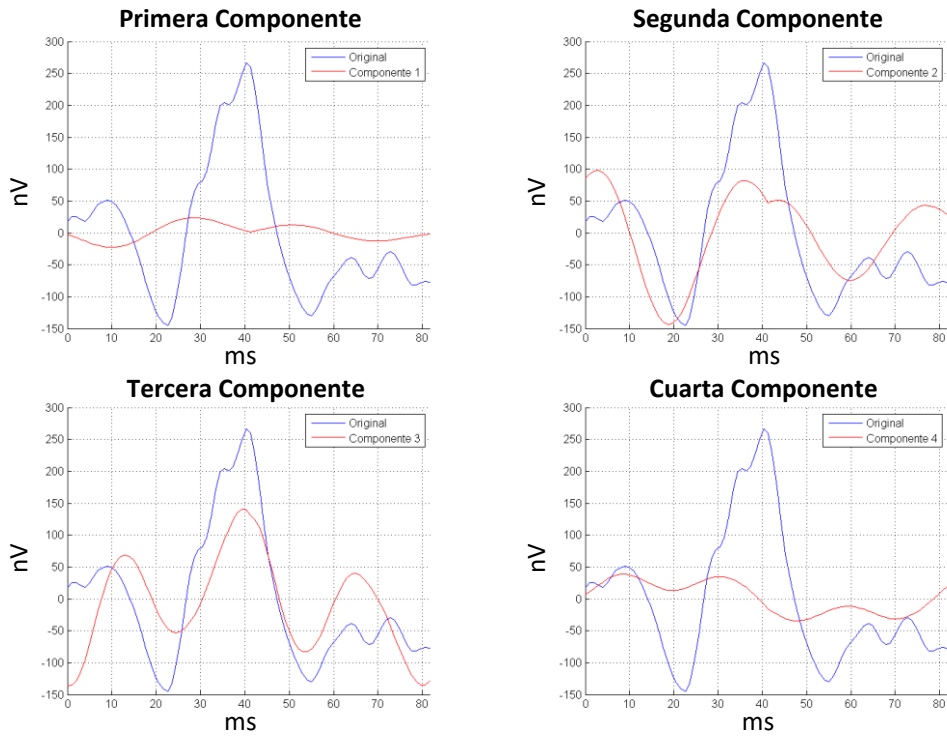 Primera Componente
300
250
200
150
100
50
0
-50
-100
-150
nV
Original
Componente 1
0 10 20 30 40 50 60 70 80
ms
Segunda Componente
300
250
200
150
100
50
0
-50
-100
-150
nV
Original
Componente 2
0 10 20 30 40 50 60 70 80
ms
Tercera Componente
300
250
200
150
100
50
0
-50
-100
-150
nV
Original
Componente 3
0 10 20 30 40 50 60 70 80
ms
Cuarta Componente
300
250
200
150
100
50
0
-50
-100
-150
nV
Original
Componente 4
0 10 20 30 40 50 60 70 80
ms